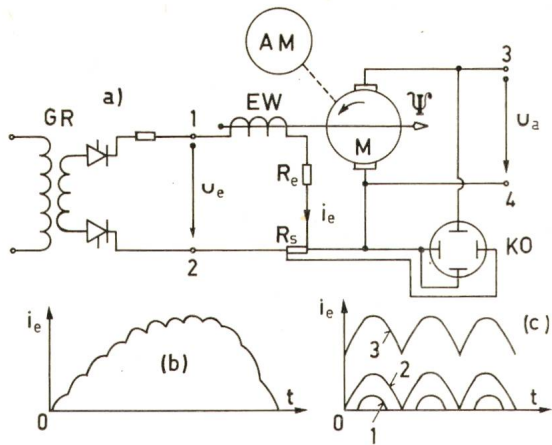 AM
a)
GR
1
EW
M
Ψ
3
υa
4
Re
ie
υe
Rs
2
KO
ie
(b)
0
t
ie
(c)
3
2
0
1
t